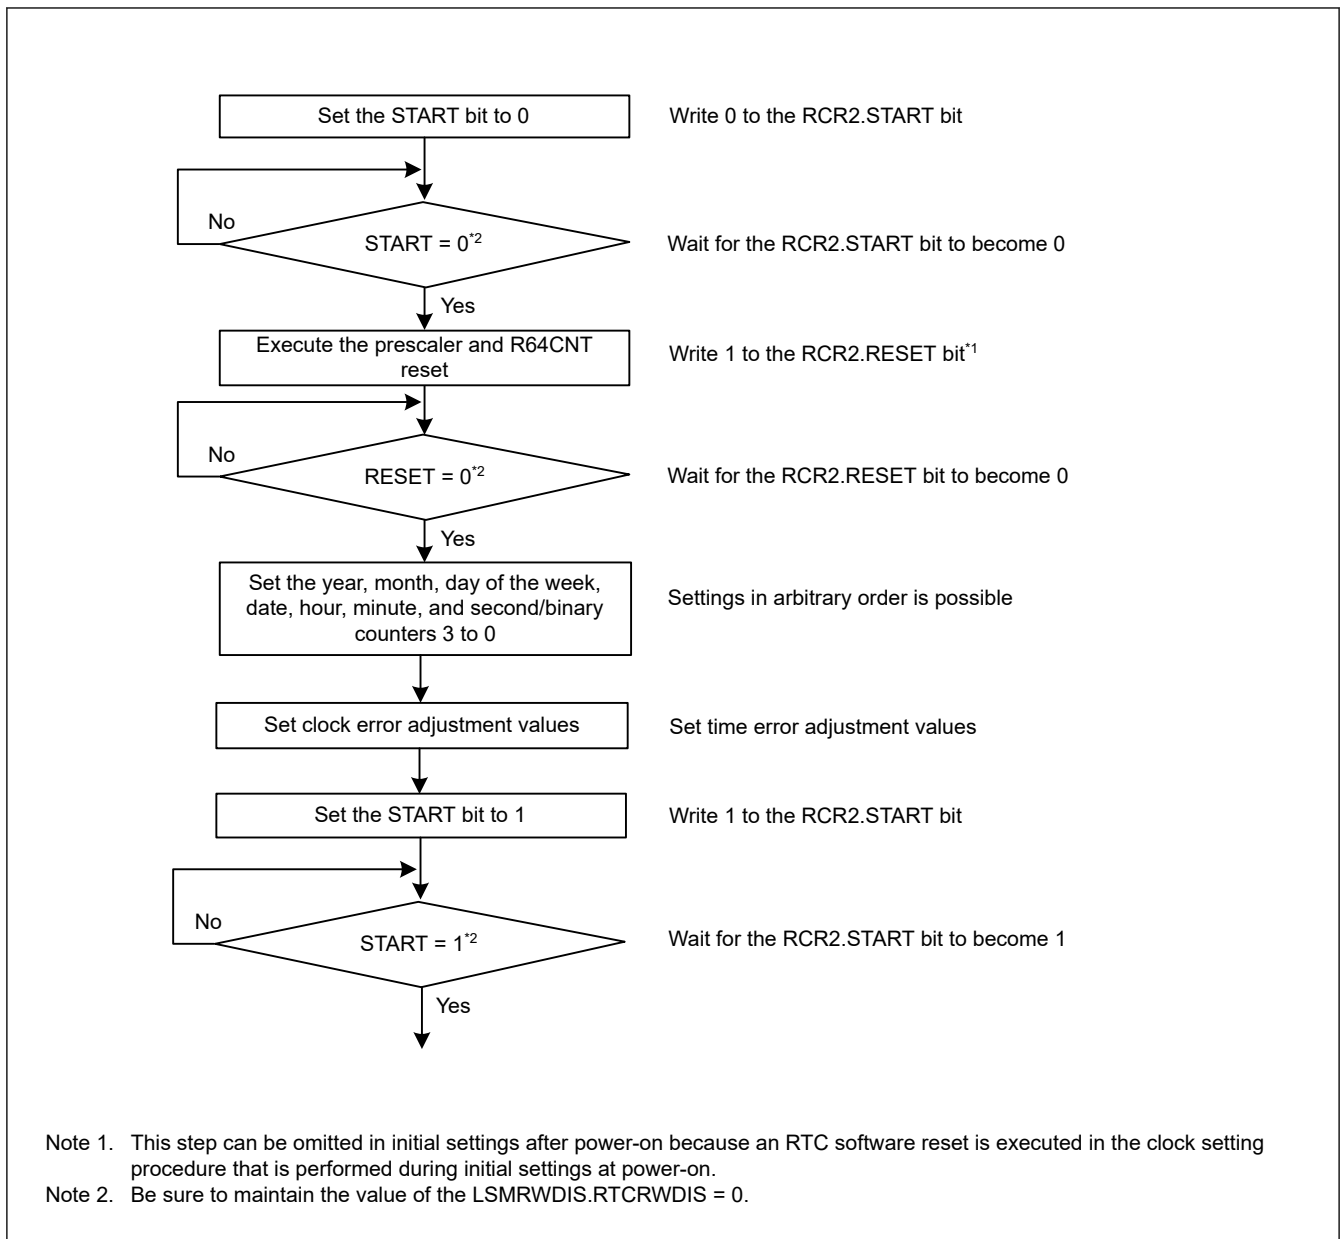 Set the START bit to 0
Write 0 to the RCR2.START bit
No
START = 0*2
Wait for the RCR2.START bit to become 0
Yes
Execute the prescaler and R64CNT
reset
Write 1 to the RCR2.RESET bit*1
No
RESET = 0*2
Wait for the RCR2.RESET bit to become 0
Yes
Set the year, month, day of the week,
date, hour, minute, and second/binary
counters 3 to 0
Settings in arbitrary order is possible
Set clock error adjustment values
Set time error adjustment values
Set the START bit to 1
Write 1 to the RCR2.START bit
No
START = 1*2
Wait for the RCR2.START bit to become 1
Yes
Note 1. This step can be omitted in initial settings after power-on because an RTC software reset is executed in the clock setting
procedure that is performed during initial settings at power-on.
Note 2. Be sure to maintain the value of the LSMRWDIS.RTCRWDIS = 0.